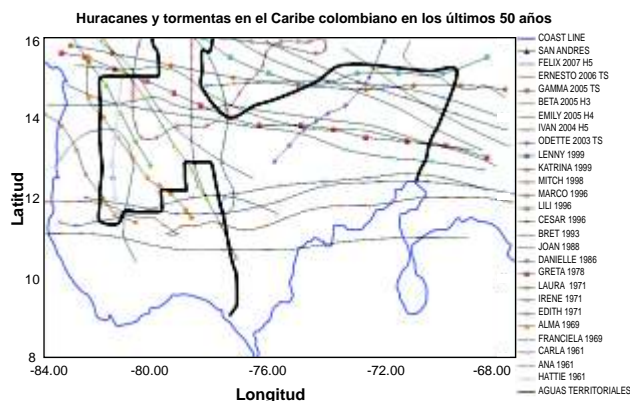 Huracanes y tormentas en el Caribe colombiano en los últimos 50 años
16
14
12
10
8
Latitud
-84.00
-80.00
-76.00
-72.00
-68.00
Longitud
COAST LINE
SAN ANDRES
FELIX 2007 H5
ERNESTO 2006 TS
GAMMA 2005 TS
BETA 2005 H3
EMILY 2005 H4
IVAN 2004 H5
ODETTE 2003 TS
LENNY 1999
KATRINA 1999
MITCH 1998
MARCO 1996
LILI 1996
CESAR 1996
BRET 1993
JOAN 1988
DANIELLE 1986
GRETA 1978
LAURA 1971
IRENE 1971
EDITH 1971
ALMA 1969
FRANCIELA 1969
CARLA 1961
ANA 1961
HATTIE 1961
AGUAS TERRITORIALES